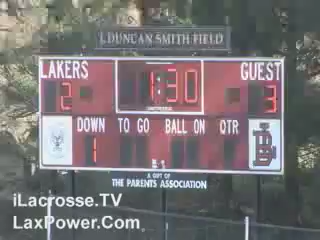 J. DUNCAN SMITH FIELD
LAKERS 1:30 GUEST
2 3
DOWN TO GO BALL ON QTR
1
A GIFT OF
THE PARENTS ASSOCIATION
iLacrosse.TV
LaxPower.Com